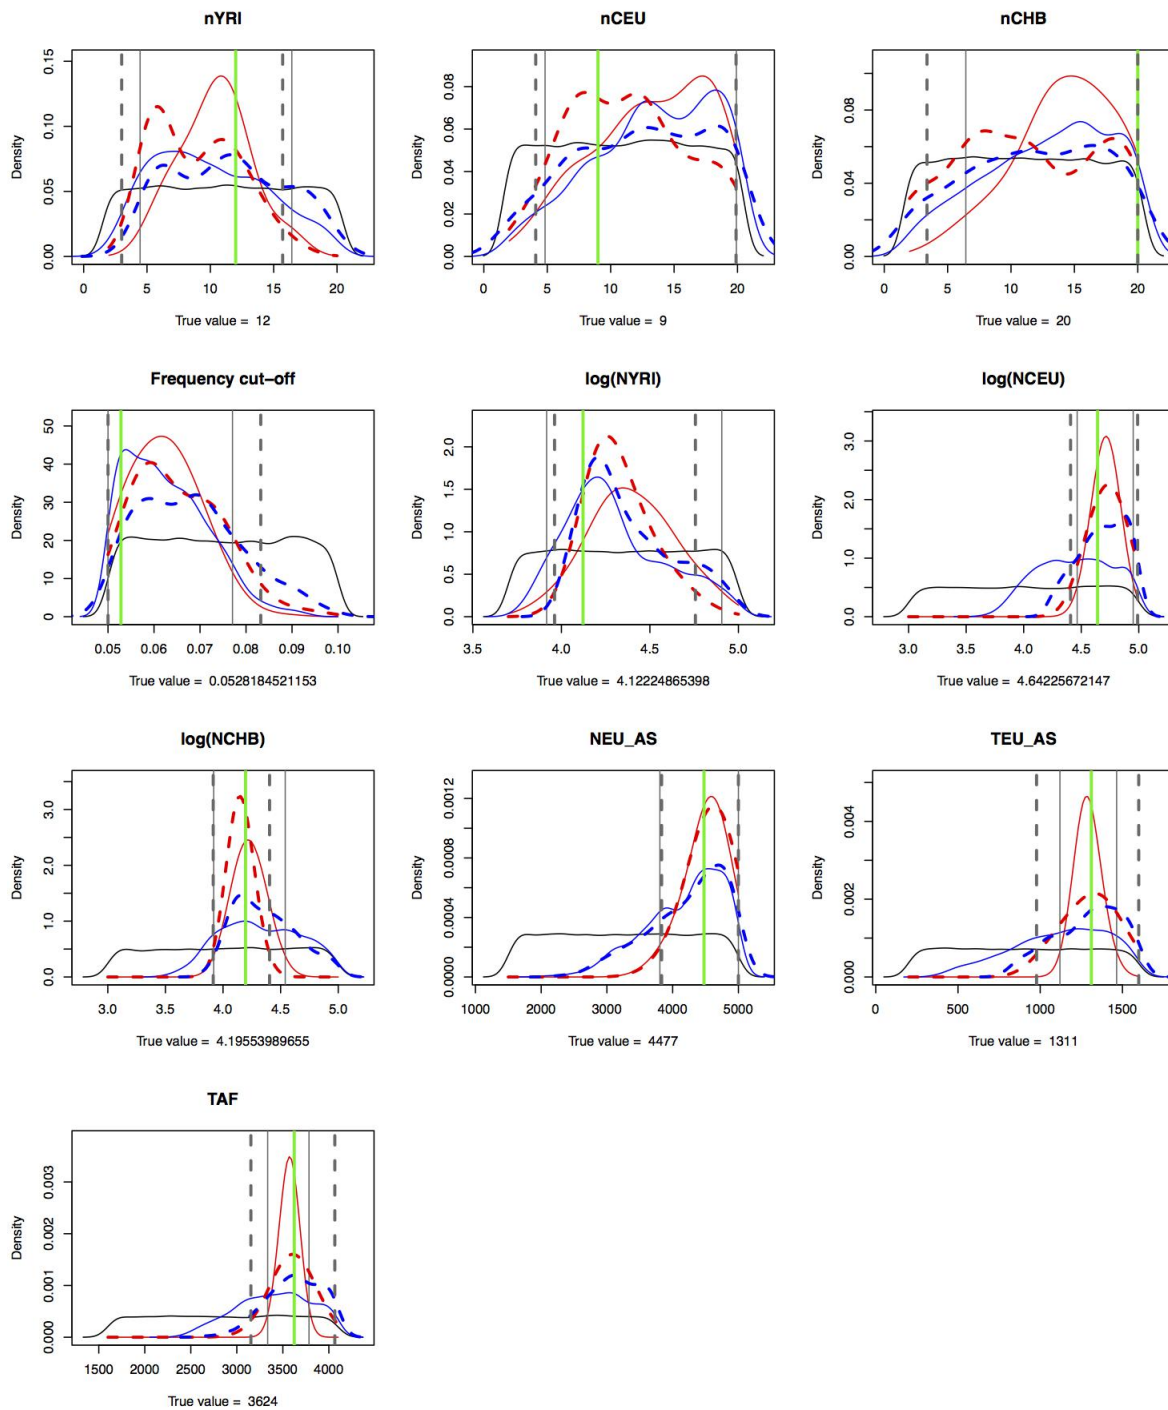 nYRI
nCEU
nCHB
Density
0.00 0.05 0.10 0.15
0 5 10 15 20
True value = 12
Density
0.00 0.02 0.04 0.06 0.08
0 5 10 15 20
True value = 9
Density
0.00 0.04 0.08
0 5 10 15 20
True value = 20
Frequency cut–off
log(NYRI)
log(NCEU)
Density
0 10 20 30 40 50
0.05 0.06 0.07 0.08 0.09 0.10
True value = 0.0528184521153
Density
0.0 0.5 1.0 1.5 2.0
3.5 4.0 4.5 5.0
True value = 4.12224865398
Density
0.0 1.0 2.0 3.0
3.0 3.5 4.0 4.5 5.0
True value = 4.64225672147
log(NCHB)
NEU_AS
TEU_AS
Density
0.0 1.0 2.0 3.0
3.0 3.5 4.0 4.5 5.0
True value = 4.19553989655
Density
0.0000 0.0004 0.0008 0.0012
1000 2000 3000 4000 5000
True value = 4477
Density
0.000 0.002 0.004
0 500 1000 1500
True value = 1311
TAF
Density
0.000 0.001 0.002 0.003
1500 2000 2500 3000 3500 4000
True value = 3624